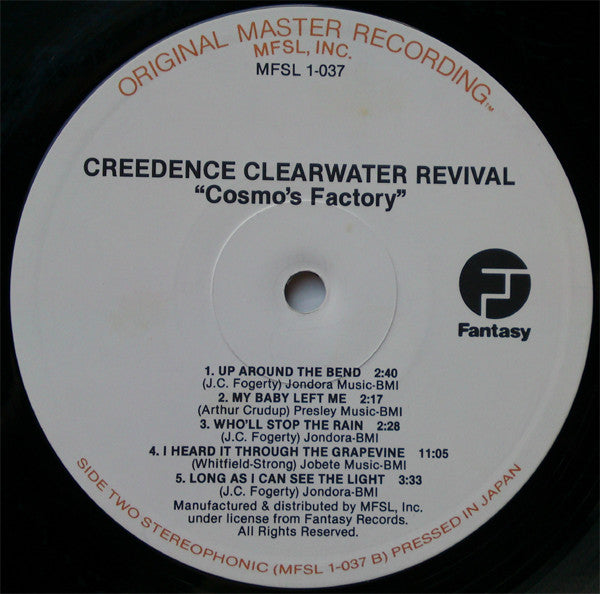 ORIGINAL MASTER RECORDING™
MFSL, INC.
MFSL 1-037
CREEDENCE CLEARWATER REVIVAL
“Cosmo's Factory”
Fantasy
1. UP AROUND THE BEND 2:40
(J.C. Fogerty) Jondora Music-BMI
2. MY BABY LEFT ME 2:17
(Arthur Crudup) Presley Music-BMI
3. WHO'LL STOP THE RAIN 2:28
(J.C. Fogerty) Jondora-BMI
4. I HEARD IT THROUGH THE GRAPEVINE 11:05
(Whitfield-Strong) Jobete Music-BMI
5. LONG AS I CAN SEE THE LIGHT 3:33
(J.C. Fogerty) Jondora-BMI
Manufactured & distributed by MFSL, Inc.
under license from Fantasy Records.
All Rights Reserved.
SIDE TWO STEREOPHONIC (MFSL 1-037 B) PRESSED IN JAPAN